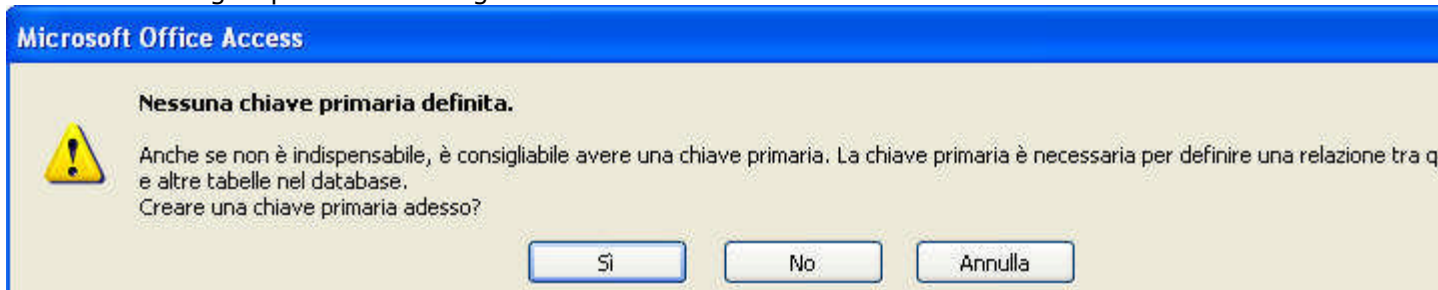 Microsoft Office Access
Nessuna chiave primaria definita.
Anche se non è indispensabile, è consigliabile avere una chiave primaria. La chiave primaria è necessaria per definire una relazione tra q
e altre tabelle nel database.
Creare una chiave primaria adesso?
Sì No Annulla